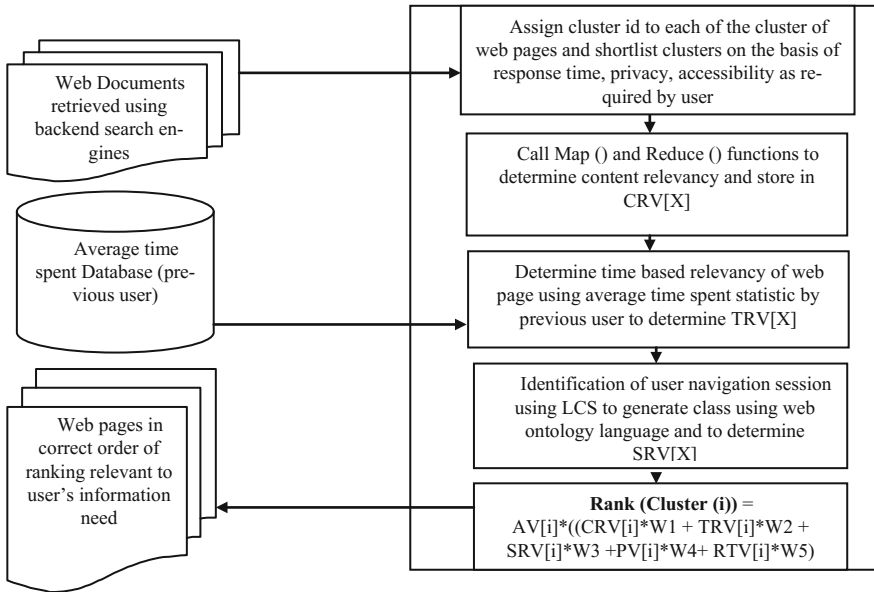 Web Documents
retrieved using
backend search en-
gines
Average time
spent Database (pre-
vious user)
Web pages in
correct order of
ranking relevant to
user's information
need
Assign cluster id to each of the cluster of
web pages and shortlist clusters on the basis of
response time, privacy, accessibility as re-
quired by user
Call Map () and Reduce () functions to
determine content relevancy and store in
CRV[X]
Determine time based relevancy of web
page using average time spent statistic by
previous user to determine TRV[X]
Identification of user navigation session
using LCS to generate class using web
ontology language and to determine
SRV[X]
Rank (Cluster (i)) =
AV[i]*((CRV[i]*W1 + TRV[i]*W2 +
SRV[i]*W3 +PV[i]*W4+ RTV[i]*W5)